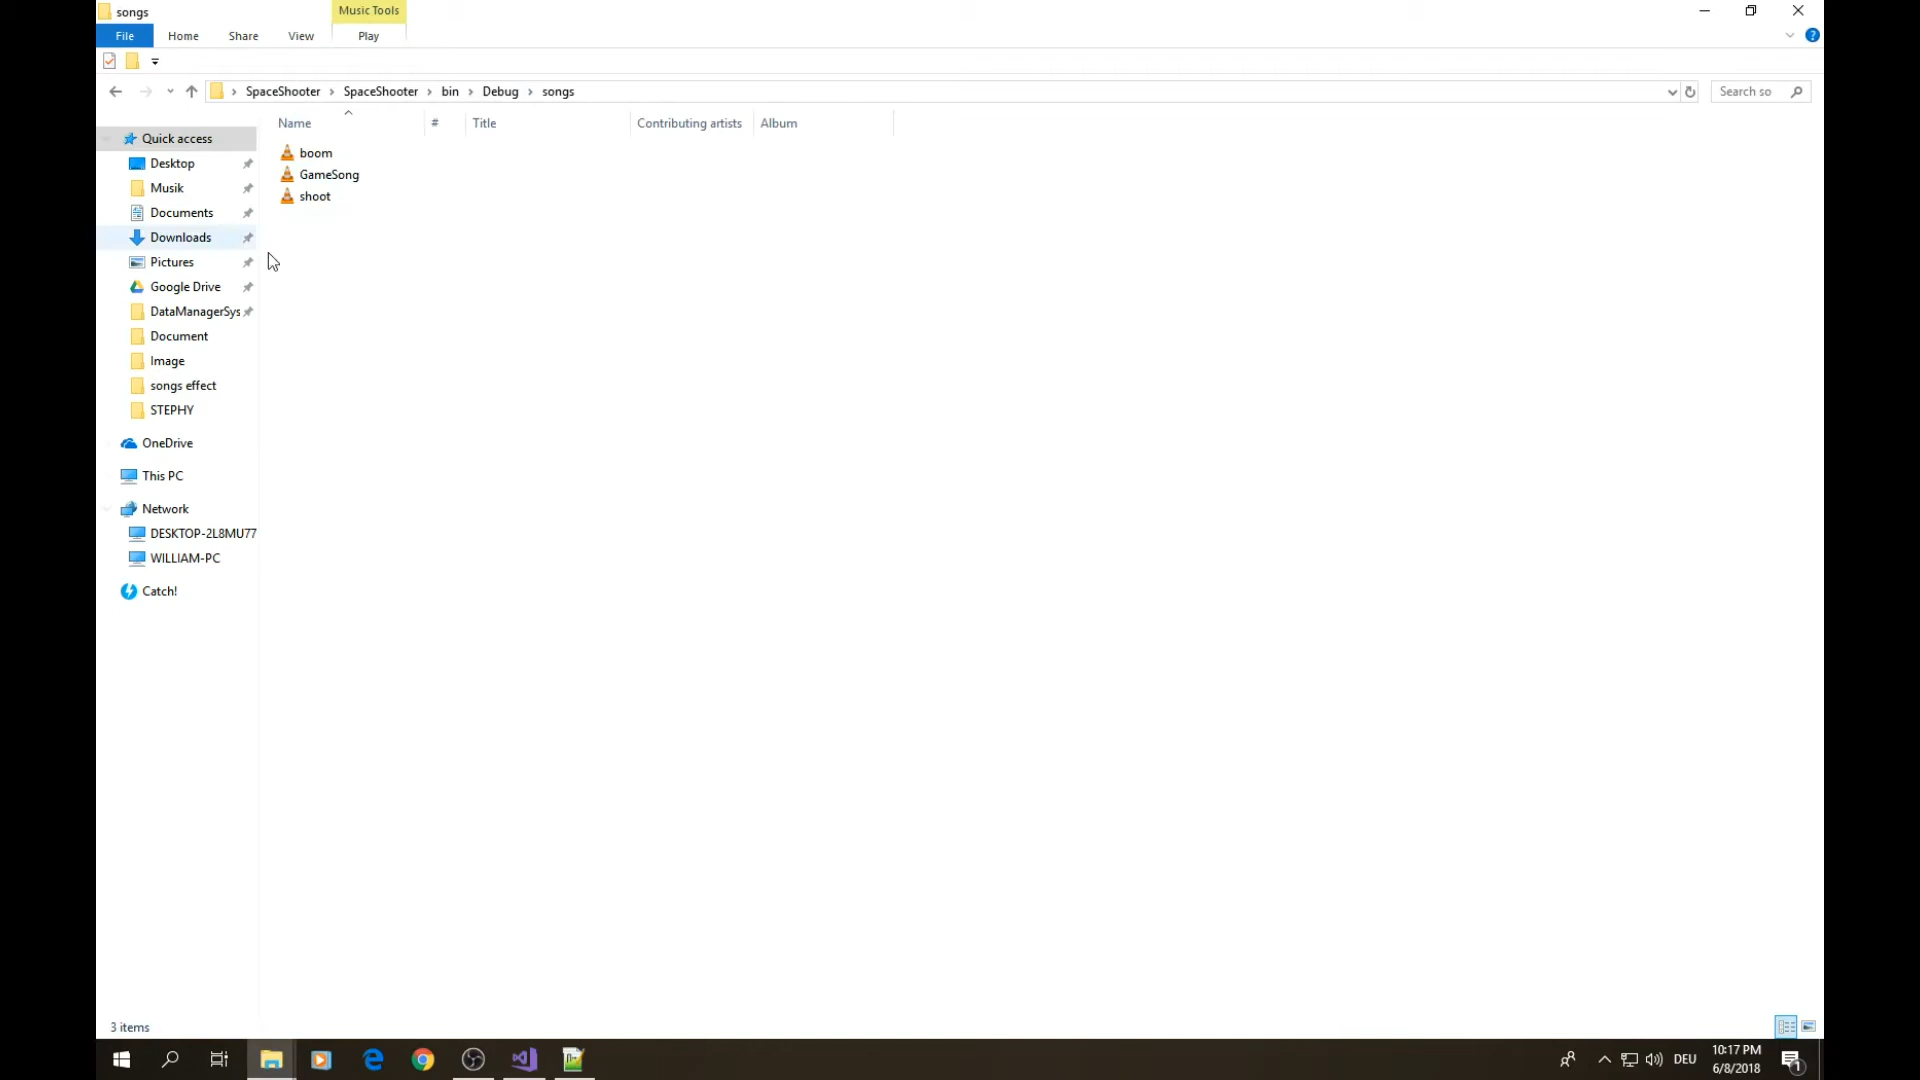 songs
Music Tools
File
Home
Share
View
Play
SpaceShooter
SpaceShooter
bin
Debug
songs
Search so
Name
#
Title
Contributing artists
Album
Quick access
Desktop
Musik
Documents
Downloads
Pictures
Google Drive
DataManagerSys
Document
Image
songs effect
STEPHY
OneDrive
This PC
Network
DESKTOP-2L8MU77
WILLIAM-PC
Catch!
boom
GameSong
shoot
3 items
DEU
10:17 PM
6/8/2018
1